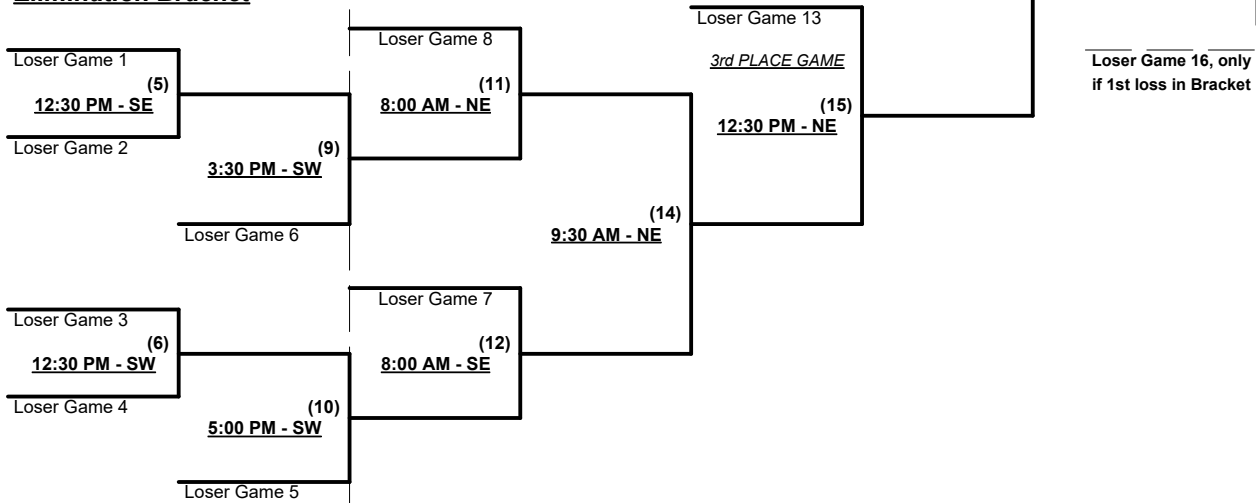 Elimination Bracket
Loser Game 13
Loser Game 8
Loser Game 1
3rd PLACE GAME
Loser Game 16, only
if 1st loss in Bracket
(5)
12:30 PM - SE
(11)
8:00 AM - NE
(15)
12:30 PM - NE
Loser Game 2
(9)
3:30 PM - SW
Loser Game 6
(14)
9:30 AM - NE
Loser Game 7
Loser Game 3
(6)
12:30 PM - SW
(12)
8:00 AM - SE
Loser Game 4
(10)
5:00 PM - SW
Loser Game 5